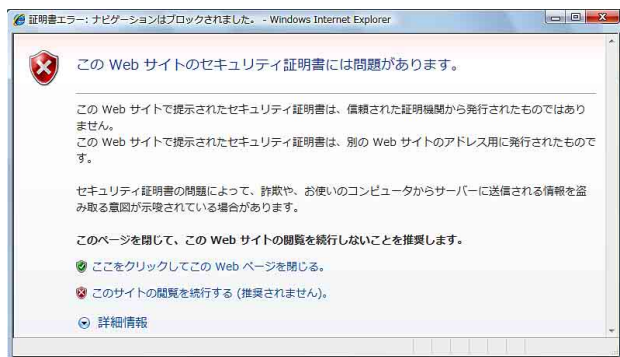 証明書エラー: ナビゲーションはブロックされました。 - Windows Internet Explorer
この Web サイトのセキュリティ証明書には問題があります。
この Web サイトで提示されたセキュリティ証明書は、信頼された証明機関から発行されたものではあり
ません。
この Web サイトで提示されたセキュリティ証明書は、別の Web サイトのアドレス用に発行されたもので
す。
セキュリティ証明書の問題によって、詐欺や、お使いのコンピュータからサーバーに送信される情報を盗
み取る意図が示唆されている場合があります。
このページを閉じて、この Web サイトの閲覧を続行しないことを推奨します。
ここをクリックしてこの Web ページを閉じる。
このサイトの閲覧を続行する (推奨されません)。
詳細情報